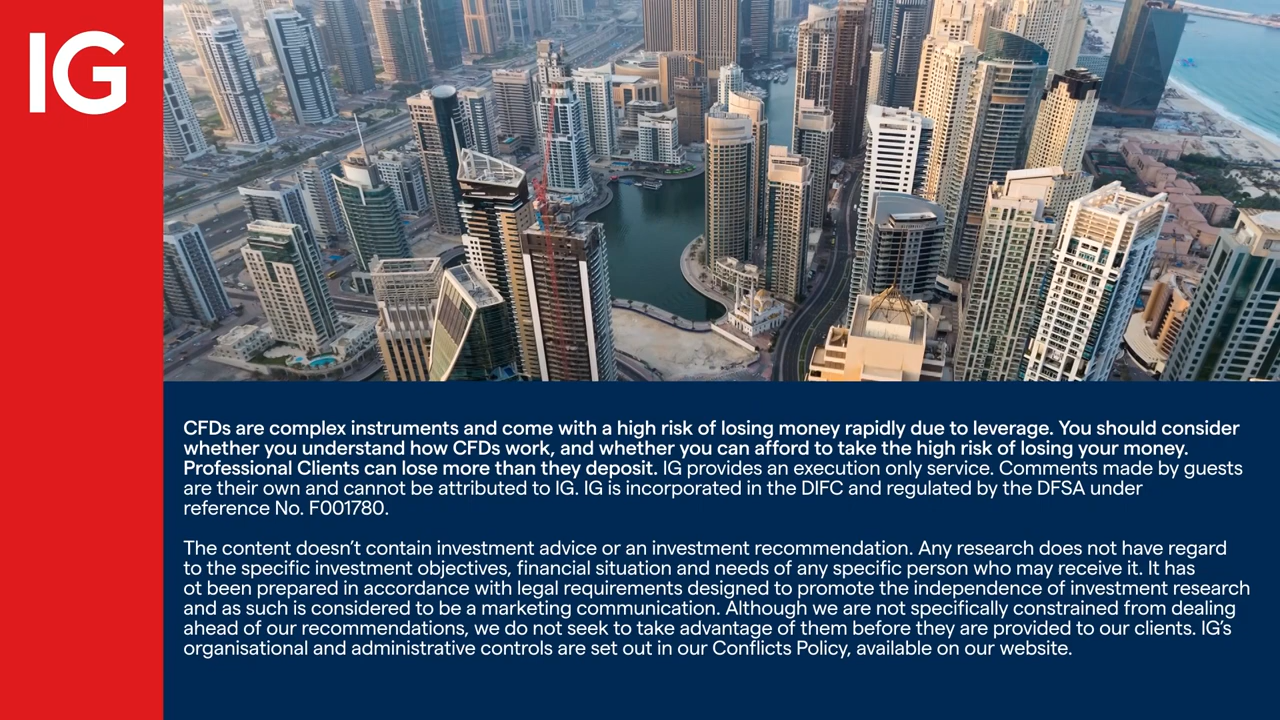 IG
CFDs are complex instruments and come with a high risk of losing money rapidly due to leverage. You should consider
whether you understand how CFDs work, and whether you can afford to take the high risk of losing your money.
Professional Clients can lose more than they deposit. IG provides an execution only service. Comments made by guests
are their own and cannot be attributed to IG. IG is incorporated in the DIFC and regulated by the DFSA under
reference No. F001780.
The content doesn’t contain investment advice or an investment recommendation. Any research does not have regard
to the specific investment objectives, financial situation and needs of any specific person who may receive it. It has
ot been prepared in accordance with legal requirements designed to promote the independence of investment research
and as such is considered to be a marketing communication. Although we are not specifically constrained from dealing
ahead of our recommendations, we do not seek to take advantage of them before they are provided to our clients. IG’s
organisational and administrative controls are set out in our Conflicts Policy, available on our website.